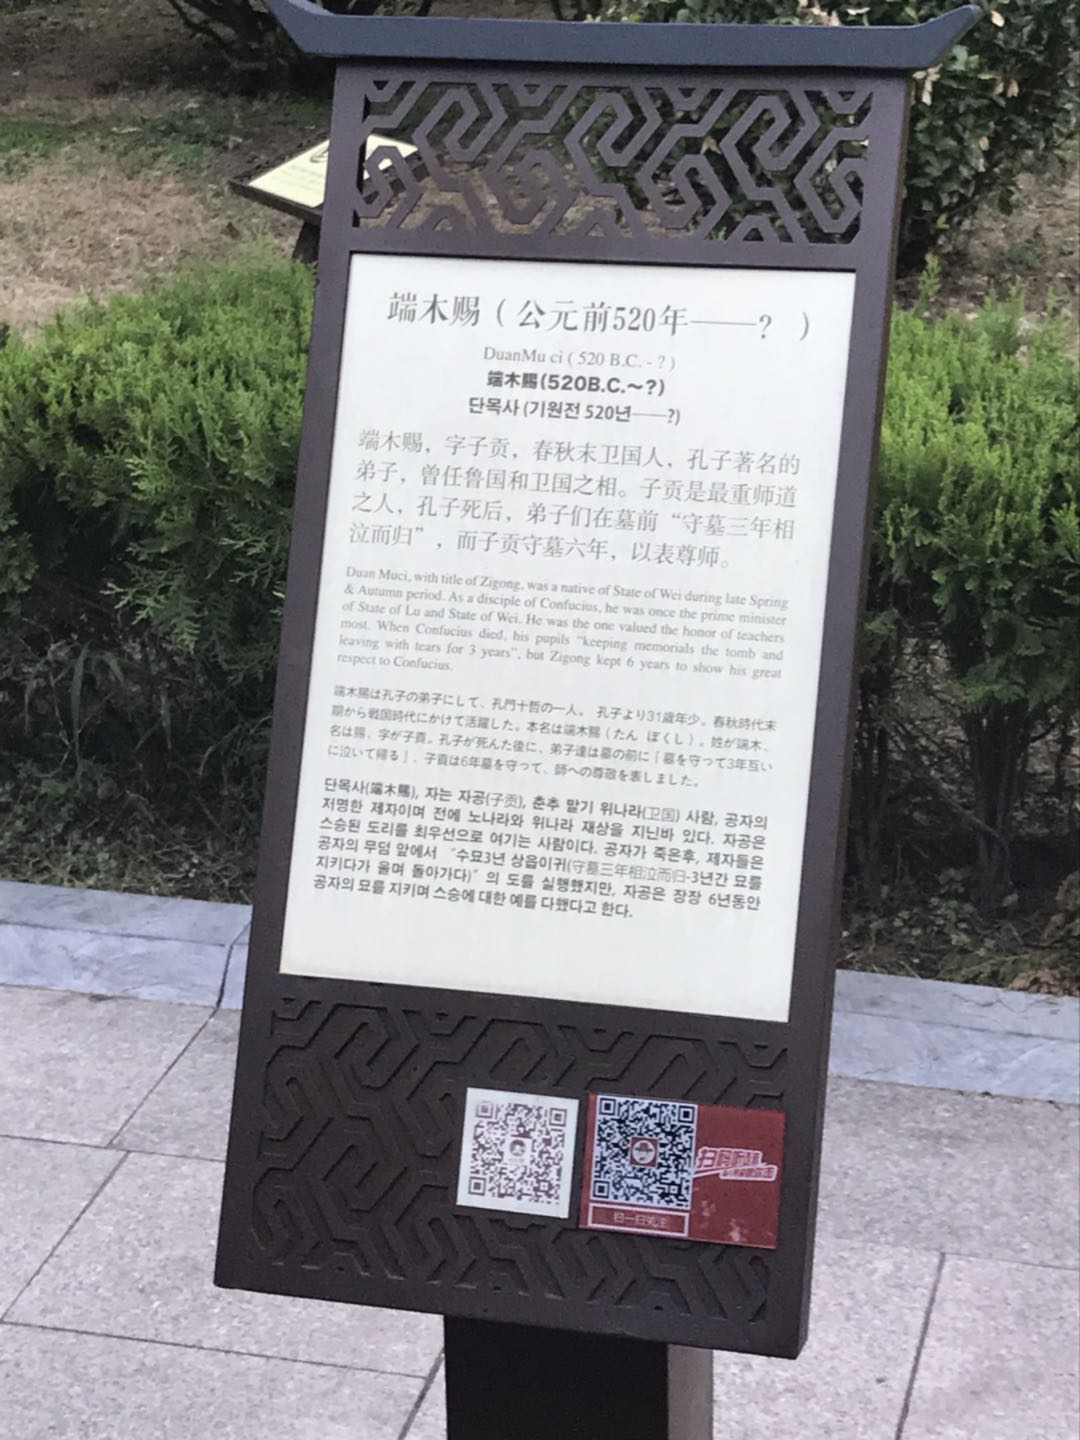 端木赐（公元前520年——?）
DuanMu ci ( 520 B.C. - ? )
端木賜(520B.C.～?)
단목사 (기원전 520년——?)
端木赐，字子贡，春秋末卫国人，孔子著名的
弟子，曾任鲁国和卫国之相。子贡是最重师道
之人，孔子死后，弟子们在墓前“守墓三年相
泣而归”，而子贡守墓六年，以表尊师。
Duan Muci, with title of Zigong, was a native of State of Wei during late Spring
& Autumn period. As a disciple of Confucius, he was once the prime minister
of State of Lu and State of Wei. He was the one valued the honor of teachers
most. When Confucius died, his pupils “keeping memorials the tomb and
leaving with tears for 3 years”, but Zigong kept 6 years to show his great
respect to Confucius.
端木賜は孔子の弟子にして、孔門十哲の一人。 孔子より31歳年少。春秋時代末
期から戦国時代にかけて活躍した。本名は端木賜（たん ぼくし）。姓が端木、
名は賜、字が子貢。孔子が死んた後に、弟子達は墓の前に「墓を守って3年互い
に泣いて帰る」、子貢は6年墓を守って、師への尊敬を表しました。
단목사(端木賜), 자는 자공(子贡), 춘추 말기 위나라(卫国) 사람, 공자의
저명한 제자이며 전에 노나라와 위나라 재상을 지닌바 있다. 자공은
스승된 도리를 최우선으로 여기는 사람이다. 공자가 죽은후, 제자들은
공자의 무덤 앞에서 “수묘3년 상읍이귀(守墓三年相泣而归-3년간 묘를
지키다가 울며 돌아가다)”의 도를 실행했지만, 자공은 장장 6년동안
공자의 묘를 지키며 스승에 대한 예를 다했다고 한다.
扫码听讲解
扫一扫关注